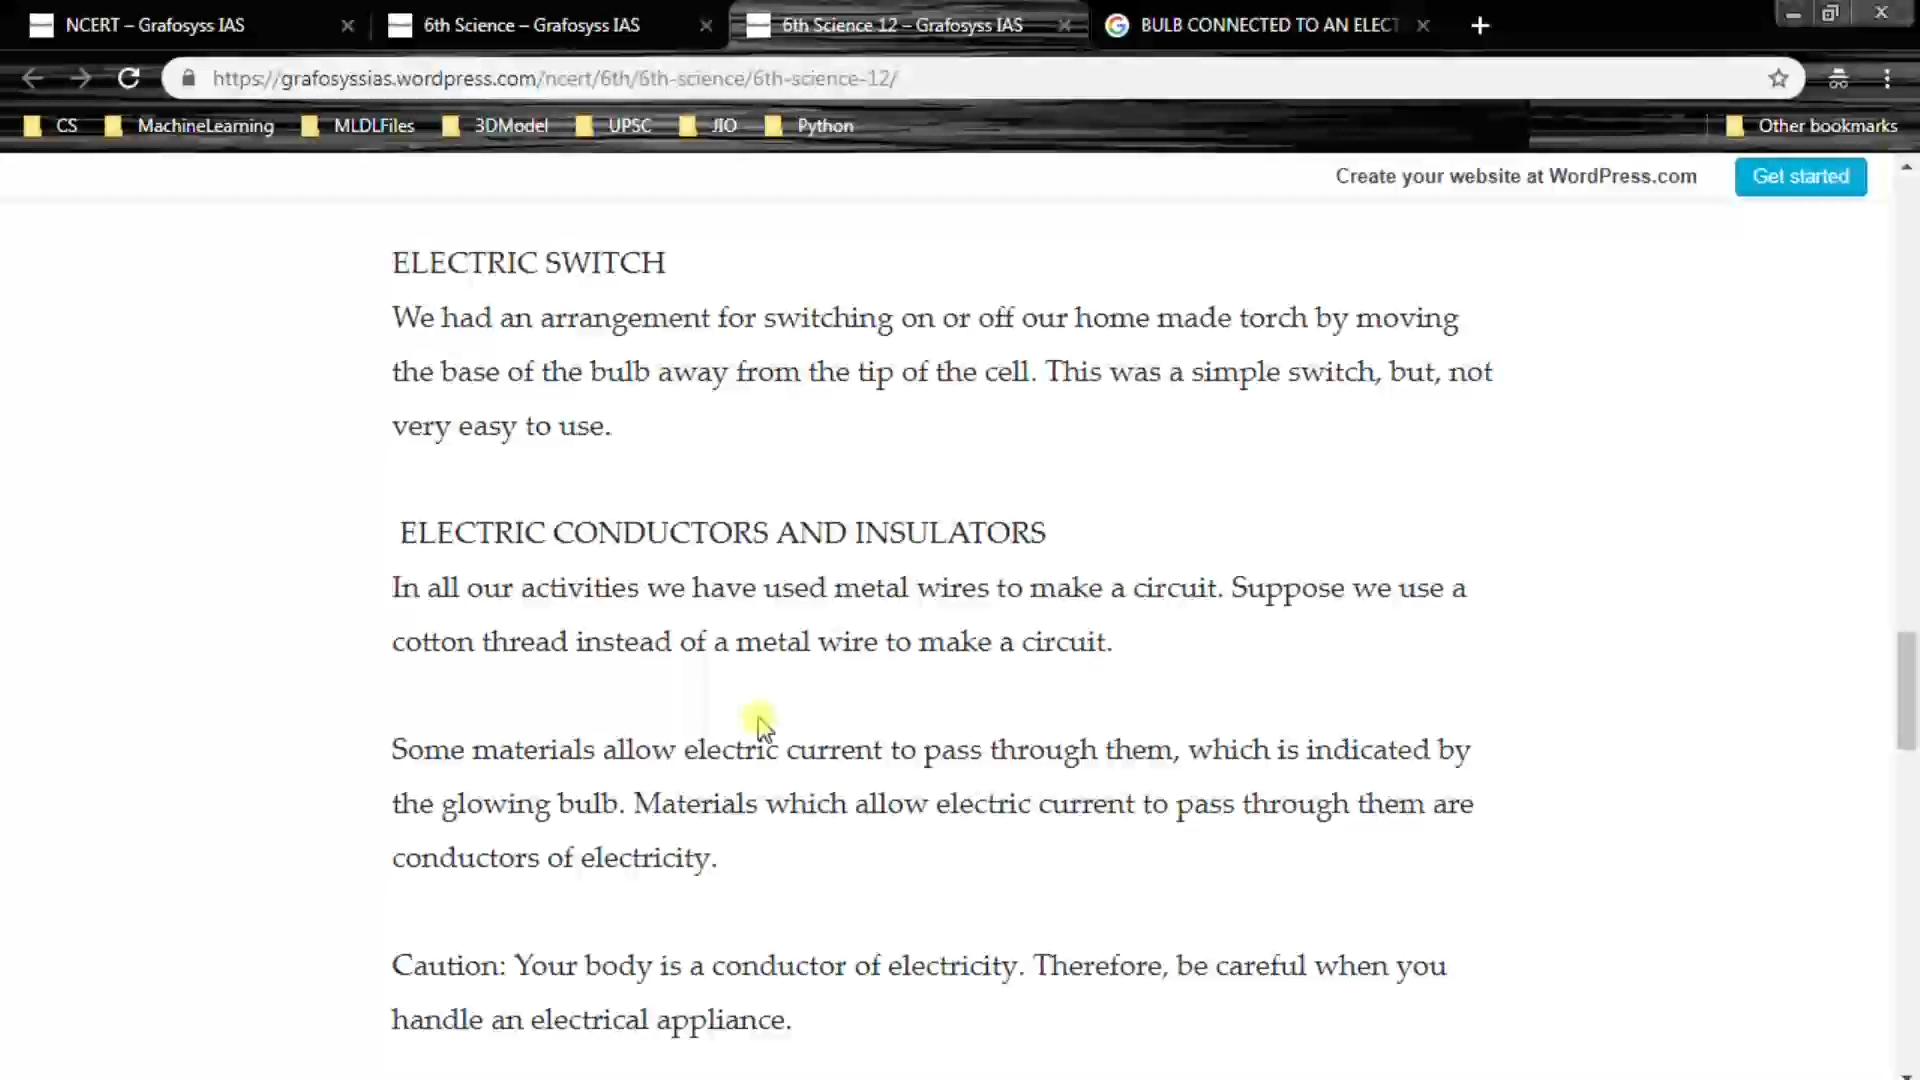 NCERT – Grafosyss IAS
6th Science – Grafosyss IAS
6th Science 12 – Grafosyss IAS
BULB CONNECTED TO AN ELECT
https://grafosyssias.wordpress.com/ncert/6th/6th-science/6th-science-12/
CS
MachineLearning
MLDLFiles
3DModel
UPSC
JIO
Python
Other bookmarks
Create your website at WordPress.com
Get started
ELECTRIC SWITCH
We had an arrangement for switching on or off our home made torch by moving
the base of the bulb away from the tip of the cell. This was a simple switch, but, not
very easy to use.
ELECTRIC CONDUCTORS AND INSULATORS
In all our activities we have used metal wires to make a circuit. Suppose we use a
cotton thread instead of a metal wire to make a circuit.
Some materials allow electric current to pass through them, which is indicated by
the glowing bulb. Materials which allow electric current to pass through them are
conductors of electricity.
Caution: Your body is a conductor of electricity. Therefore, be careful when you
handle an electrical appliance.